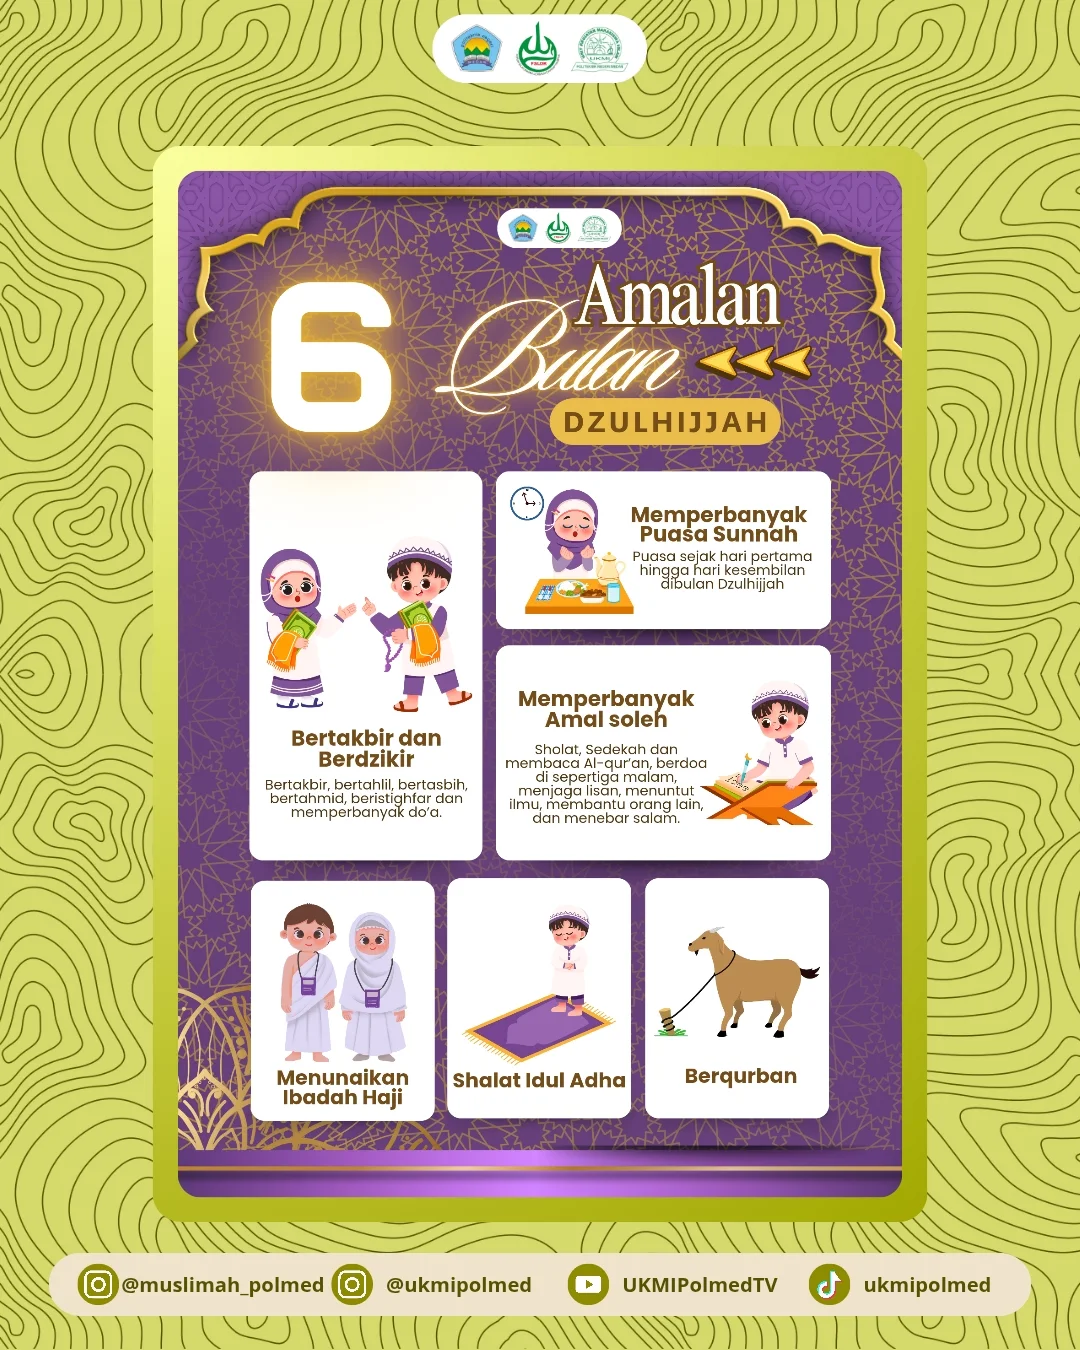 UKMI
6
Amalan
Bulan
DZULHIJJAH
Memperbanyak
Puasa Sunnah
Puasa sejak hari pertama
hingga hari kesembilan
dibulan Dzulhijjah
Bertakbir dan
Berdzikir
Bertakbir, bertahlil, bertasbih,
bertahmid, beristighfar dan
memperbanyak do'a.
Memperbanyak
Amal soleh
Sholat, Sedekah dan
membaca Al-qur'an, berdoa
di sepertiga malam,
menjaga lisan, menuntut
ilmu, membantu orang lain,
dan menebar salam.
Menunaikan
Ibadah Haji
Shalat Idul Adha
Berqurban
@muslimah_polmed @ukmipolmed UKMIPolmedTV ukmipolmed